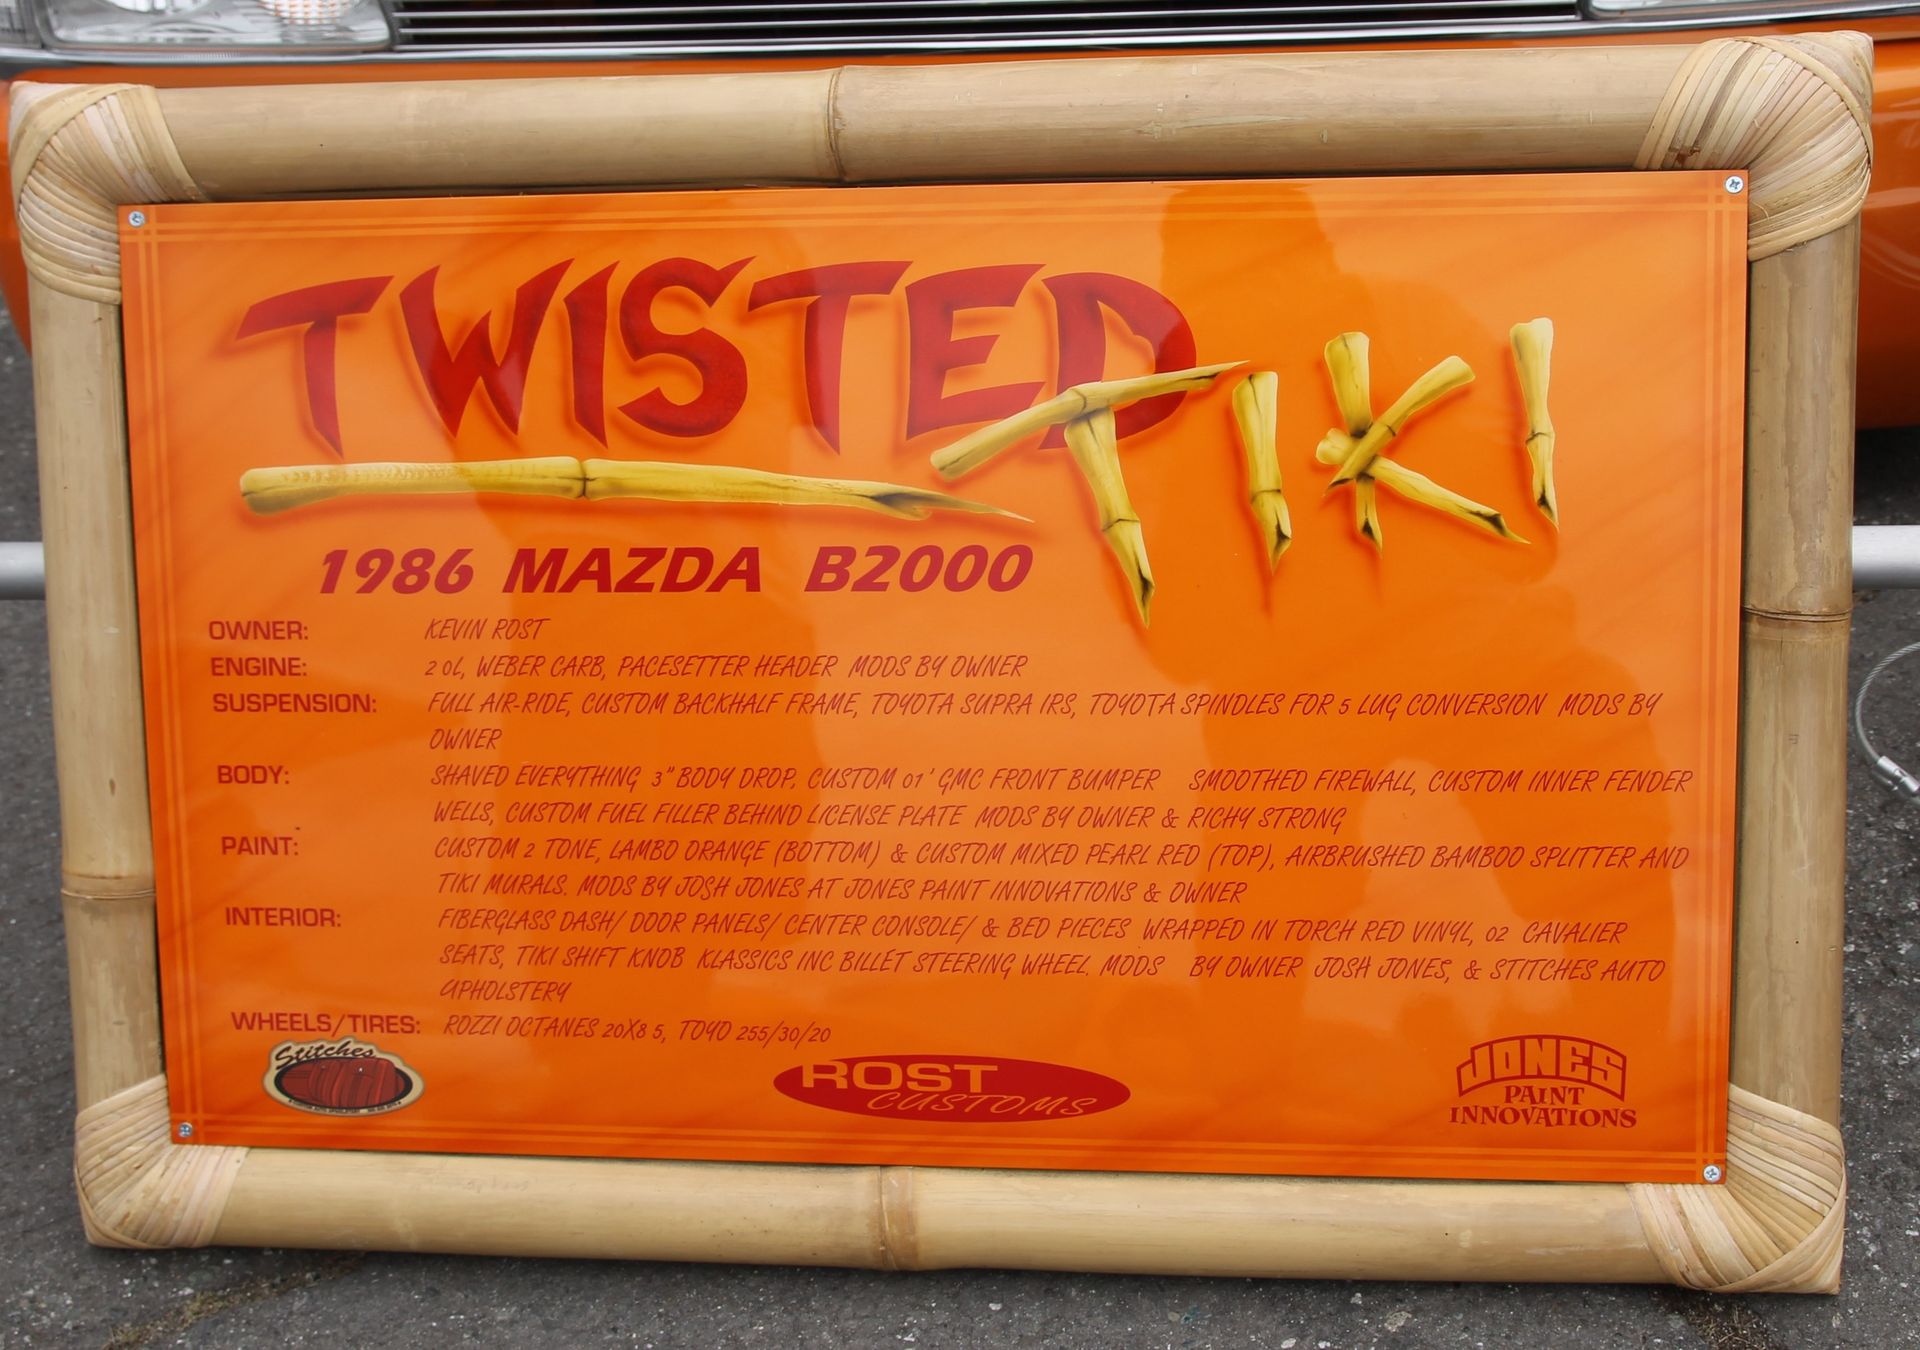 TWISTED TIKI
1986 MAZDA B2000
OWNER: KEVIN ROST
ENGINE: 2 0L, WEBER CARB, PACESETTER HEADER MODS BY OWNER
SUSPENSION: FULL AIR-RIDE, CUSTOM BACKHALF FRAME, TOYOTA SUPRA IRS, TOYOTA SPINDLES FOR 5 LUG CONVERSION MODS BY
OWNER
BODY: SHAVED EVERYTHING 3" BODY DROP, CUSTOM 01' GMC FRONT BUMPER SMOOTHED FIREWALL, CUSTOM INNER FENDER
WELLS, CUSTOM FUEL FILLER BEHIND LICENSE PLATE MODS BY OWNER & RICHY STRONG
PAINT: CUSTOM 2 TONE, LAMBO ORANGE (BOTTOM) & CUSTOM MIXED PEARL RED (TOP), AIRBRUSHED BAMBOO SPLITTER AND
TIKI MURALS. MODS BY JOSH JONES AT JONES PAINT INNOVATIONS & OWNER
INTERIOR: FIBERGLASS DASH/ DOOR PANELS/ CENTER CONSOLE/ & BED PIECES WRAPPED IN TORCH RED VINYL, 02 CAVALIER
SEATS, TIKI SHIFT KNOB KLASSICS INC BILLET STEERING WHEEL. MODS BY OWNER JOSH JONES, & STITCHES AUTO
UPHOLSTERY
WHEELS/TIRES: ROZZI OCTANES 20X8 5, TOYO 255/30/20
Stitches
ROST
CUSTOMS
JONES
PAINT
INNOVATIONS